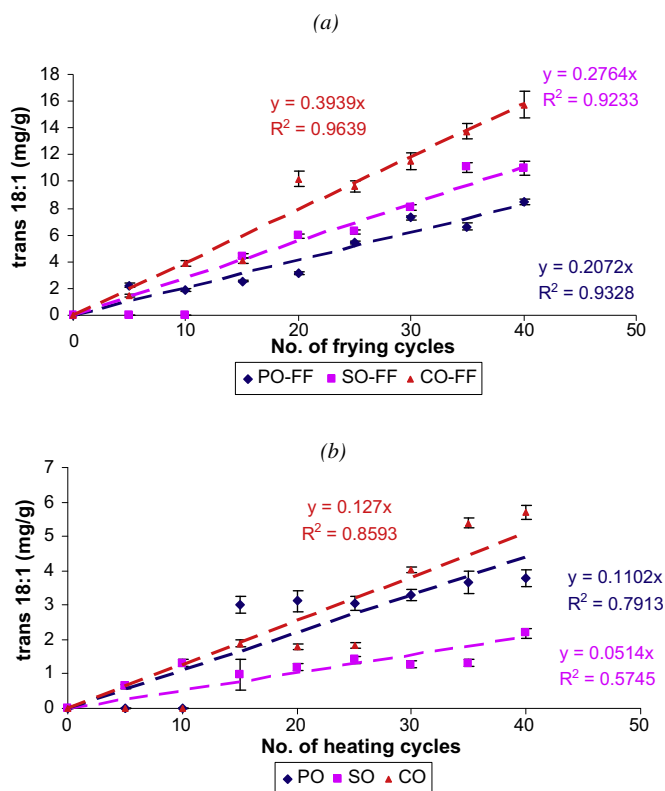 (a)
18
16
14
12
10
8
6
4
2
0
trans 18:1 (mg/g)
y = 0.3939x
R² = 0.9639
y = 0.2764x
R² = 0.9233
y = 0.2072x
R² = 0.9328
0 10 20 30 40 50
No. of frying cycles
PO-FF SO-FF CO-FF
(b)
7
6
5
4
3
2
1
0
trans 18:1 (mg/g)
y = 0.127x
R² = 0.8593
y = 0.1102x
R² = 0.7913
y = 0.0514x
R² = 0.5745
0 10 20 30 40 50
No. of heating cycles
PO SO CO